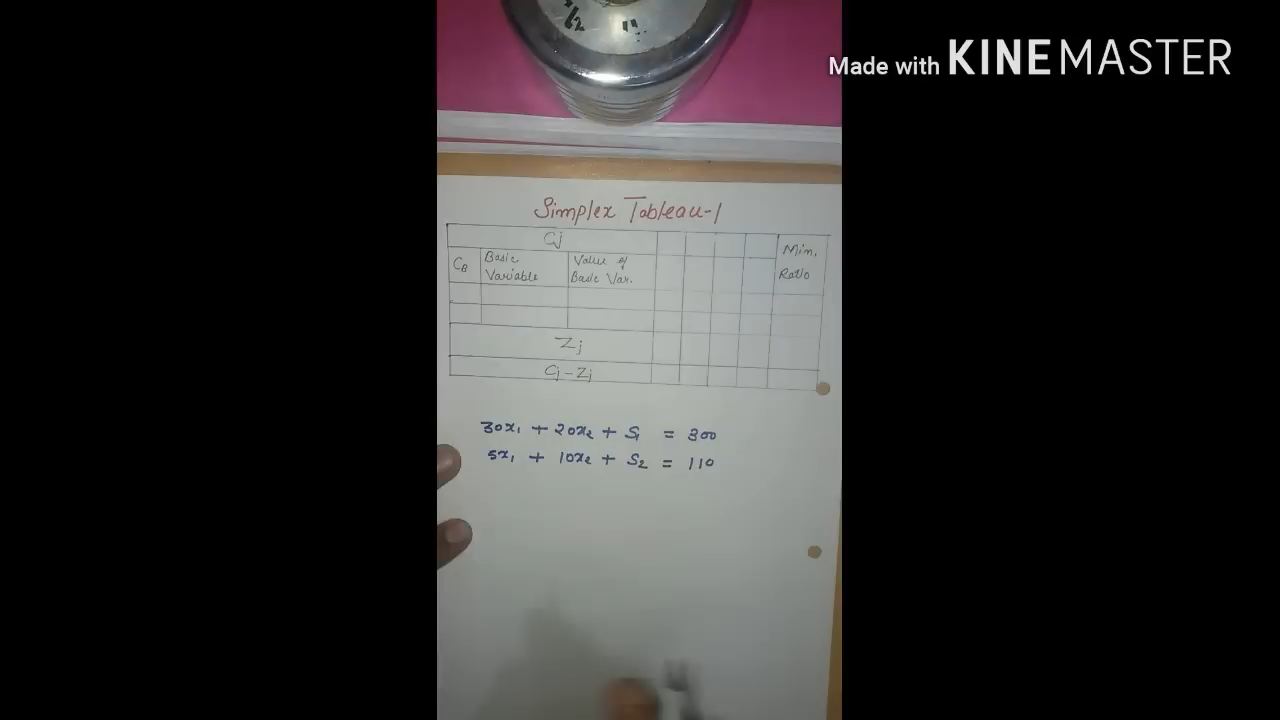 Made with KINEMASTER
Simplex Tableau-1
Cj
Min. Ratio
CB
Basic Variable
Value of Basic Var.
Zj
Cj - Zj
30x1 + 20x2 + S1 = 300
5x1 + 10x2 + S2 = 110